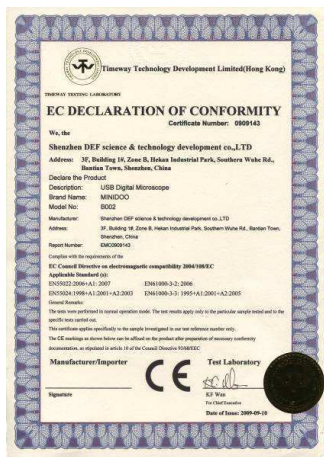 Timeway Technology Development Limited(Hong Kong)
TIMEWAY TESTING LABORATORY
EC DECLARATION OF CONFORMITY
Certificate Number: 0909143
We, the
Shenzhen DEF science & technology development co.,LTD
Address: 3F, Building 1#, Zone B, Hekan Industrial Park, Southern Wuhe Rd.,
Bantian Town, Shenzhen, China
Declare the Product
Description: USB Digital Microscope
Brand Name: MINIDOO
Model No: B002
Manufacturer: Shenzhen DEF science & technology development co.,LTD
Address: 3F, Building 1#, Zone B, Hekan Industrial Park, Southern Wuhe Rd., Bantian Town,
Shenzhen, China
Report Number: EMC0909143
Complies with the requirements of the
EC Council Directive on electromagnetic compatibility 2004/108/EC
Applicable Standard (s):
EN55022:2006+A1: 2007 EN61000-3-2: 2006
EN55024:1998+A1:2001+A2:2003 EN61000-3-3: 1995+A1:2001+A2:2005
General Remarks:
The tests were performed in normal operation mode. The test results apply only to the particular sample tested and to the
specific tests carried out.
This certificate applies specifically to the sample investigated in our test reference number only.
The CE markings as shown below can be affixed on the product after preparation of necessary conformity
documentation, as stipulated in article 10 of the Council Directive 93/68/EEC
Manufacturer/Importer
CE
Test Laboratory
Signature
KF Wan
For Chief Executive
Date of Issue: 2009-09-10